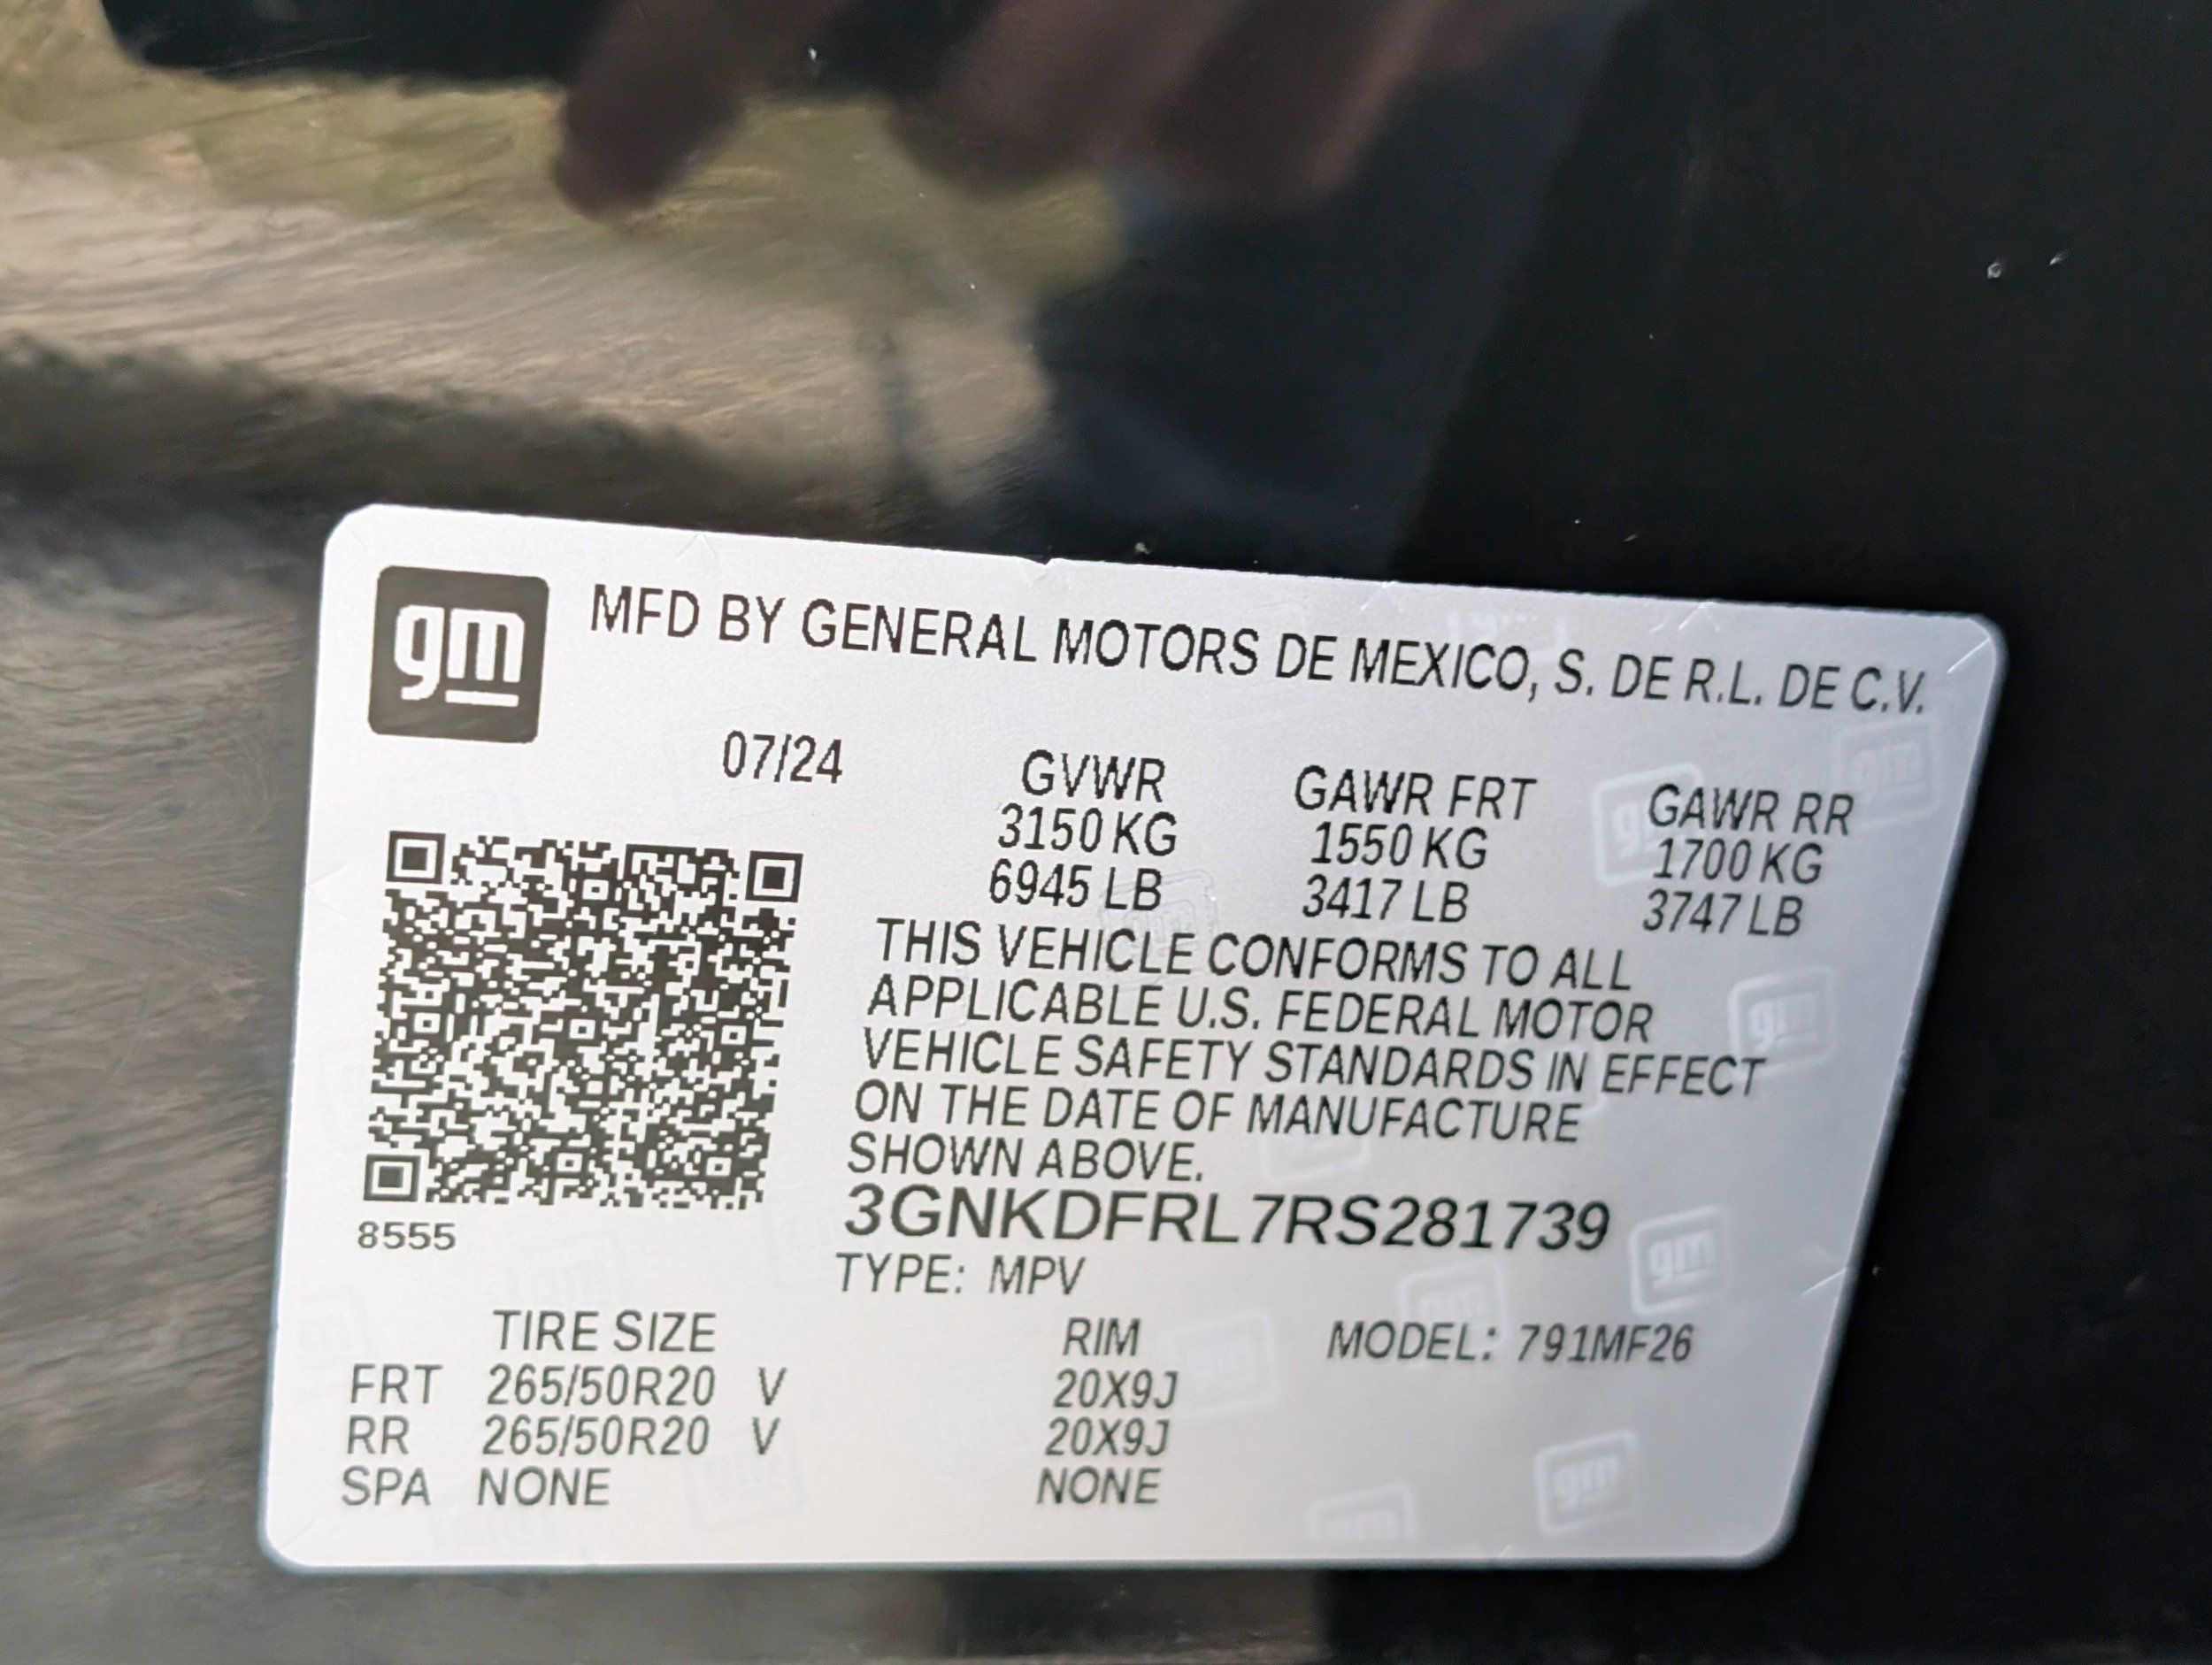 gm
MFD BY GENERAL MOTORS DE MEXICO, S. DE R.L. DE C.V.
07/24
GVWR GAWR FRT GAWR RR
3150 KG 1550 KG 1700 KG
6945 LB 3417 LB 3747 LB
THIS VEHICLE CONFORMS TO ALL
APPLICABLE U.S. FEDERAL MOTOR
VEHICLE SAFETY STANDARDS IN EFFECT
ON THE DATE OF MANUFACTURE
SHOWN ABOVE.
3GNKDFRL7RS281739
8555
TYPE: MPV
TIRE SIZE RIM MODEL: 791MF26
FRT 265/50R20 V 20X9J
RR 265/50R20 V 20X9J
SPA NONE NONE